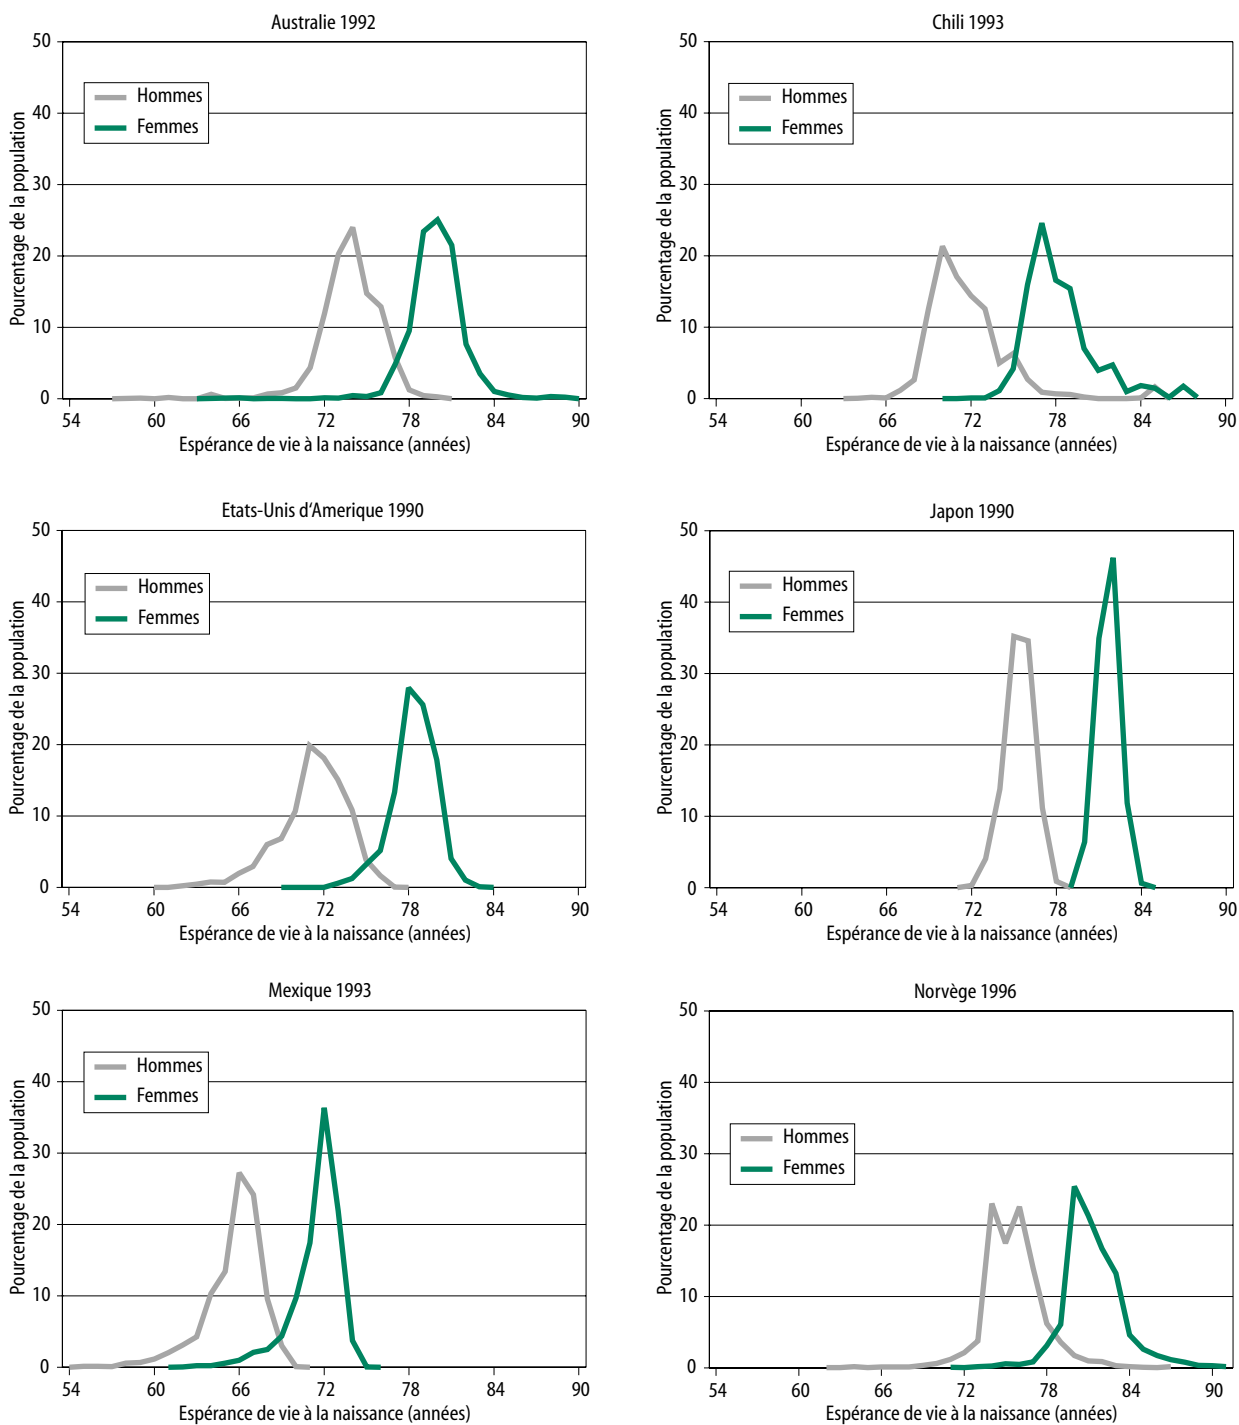 Australie 1992
Pourcentage de la population
50
40
30
20
10
0
Hommes
Femmes
54 60 66 72 78 84 90
Espérance de vie à la naissance (années)
Chili 1993
Pourcentage de la population
50
40
30
20
10
0
Hommes
Femmes
54 60 66 72 78 84 90
Espérance de vie à la naissance (années)
Etats-Unis d'Amerique 1990
Pourcentage de la population
50
40
30
20
10
0
Hommes
Femmes
54 60 66 72 78 84 90
Espérance de vie à la naissance (années)
Japon 1990
Pourcentage de la population
50
40
30
20
10
0
Hommes
Femmes
54 60 66 72 78 84 90
Espérance de vie à la naissance (années)
Mexique 1993
Pourcentage de la population
50
40
30
20
10
0
Hommes
Femmes
54 60 66 72 78 84 90
Espérance de vie à la naissance (années)
Norvège 1996
Pourcentage de la population
50
40
30
20
10
0
Hommes
Femmes
54 60 66 72 78 84 90
Espérance de vie à la naissance (années)